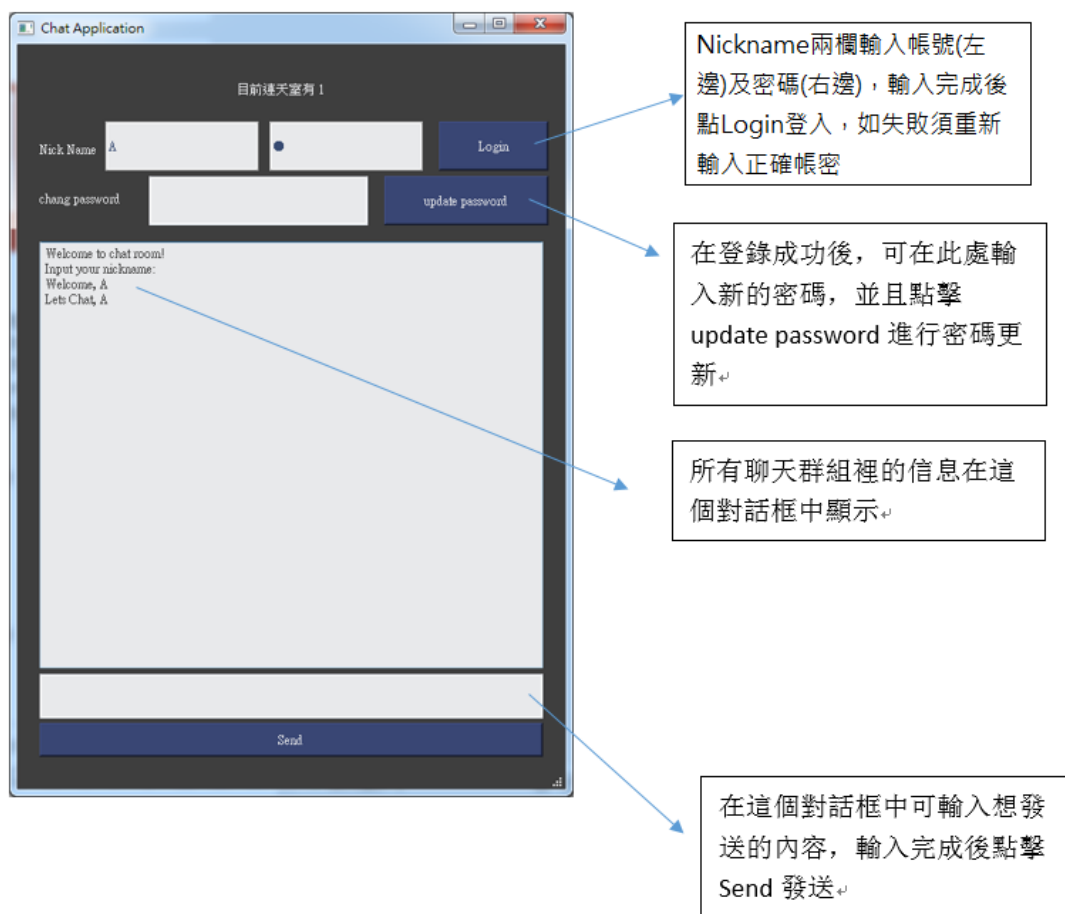 Chat Application
目前連天室有 1
Nick Name A ●
Login
chang password
update password
Welcome to chat room!
Input your nickname:
Welcome, A
Lets Chat, A
Send
Nickname兩欄輸入帳號(左
邊)及密碼(右邊)，輸入完成後
點Login登入，如失敗須重新
輸入正確帳密
在登錄成功後，可在此處輸
入新的密碼，並且點擊
update password 進行密碼更
新↵
所有聊天群組裡的信息在這
個對話框中顯示↵
在這個對話框中可輸入想發
送的內容，輸入完成後點擊
Send 發送↵